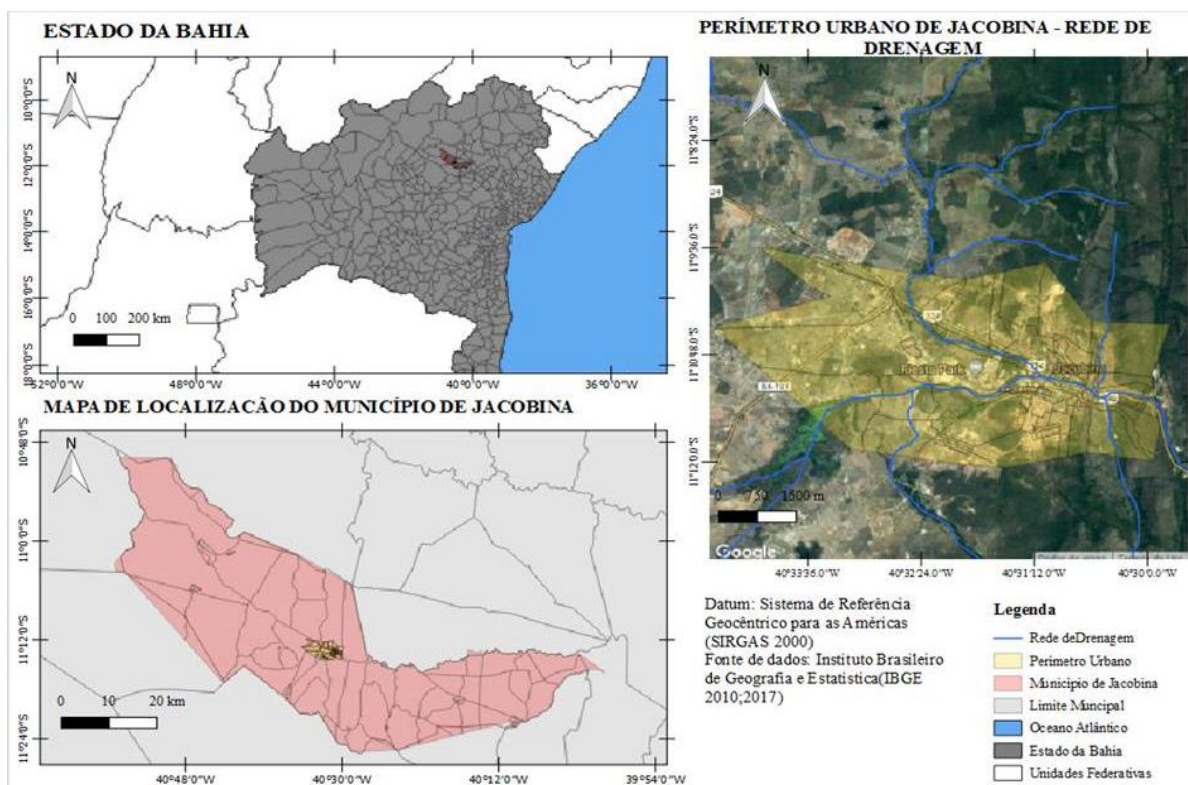 ESTADO DA BAHIA
N
10°0'0"S
12°0'0"S
14°0'0"S
16°0'0"S
18°0'0"S
0 100 200 km
52°0'0"W 48°0'0"W 44°0'0"W 40°0'0"W 36°0'0"W
MAPA DE LOCALIZAÇÃO DO MUNICÍPIO DE JACOBINA
N
10°48'0"S
11°0'0"S
11°12'0"S
11°24'0"S
0 10 20 km
40°48'0"W 40°30'0"W 40°12'0"W 39°54'0"W
PERÍMETRO URBANO DE JACOBINA - REDE DE
DRENAGEM
N
11°8'24.0"S
11°9'36.0"S
11°10'48.0"S
11°12'0"S
324
Fiesta Park
Jacobina
BA-131
0 750 1500 m
Google
40°33'36.0"W 40°32'24.0"W 40°31'12.0"W 40°30'0.0"W
Datum: Sistema de Referência
Geocêntrico para as Américas
(SIRGAS 2000)
Fonte de dados: Instituto Brasileiro
de Geografia e Estatistica(IBGE
2010;2017)
Legenda
Rede deDrenagem
Perimetro Urbano
Municipio de Jacobina
Limite Muncipal
Oceano Atlântico
Estado da Bahia
Unidades Federativas